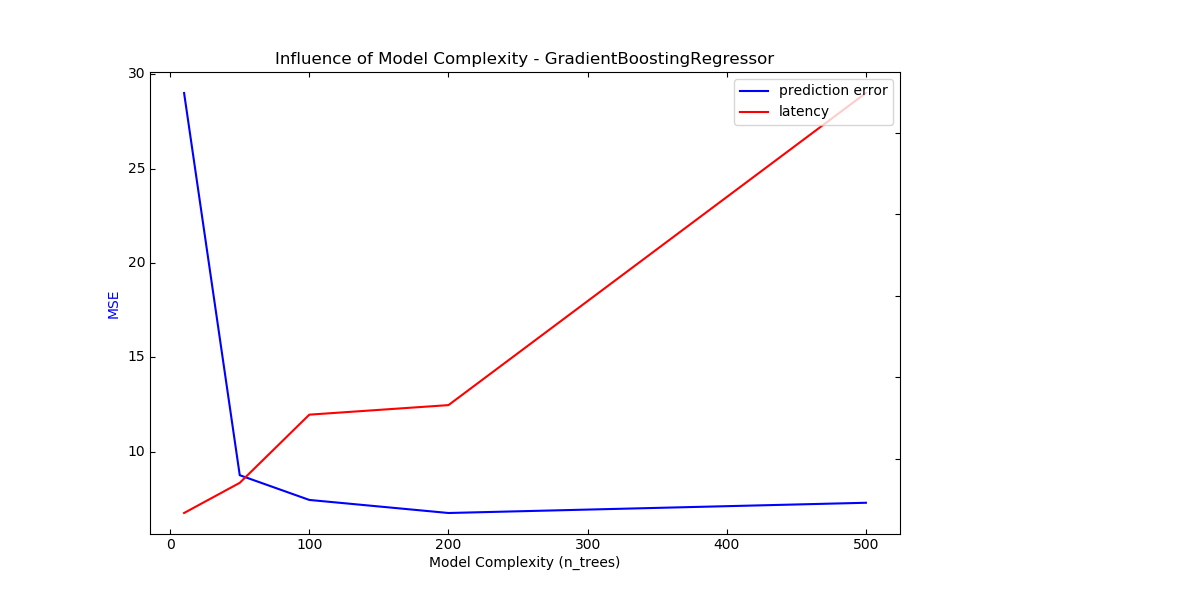 Influence of Model Complexity - GradientBoostingRegressor
30
25
20
15
10
MSE
prediction error
latency
0 100 200 300 400 500
Model Complexity (n_trees)